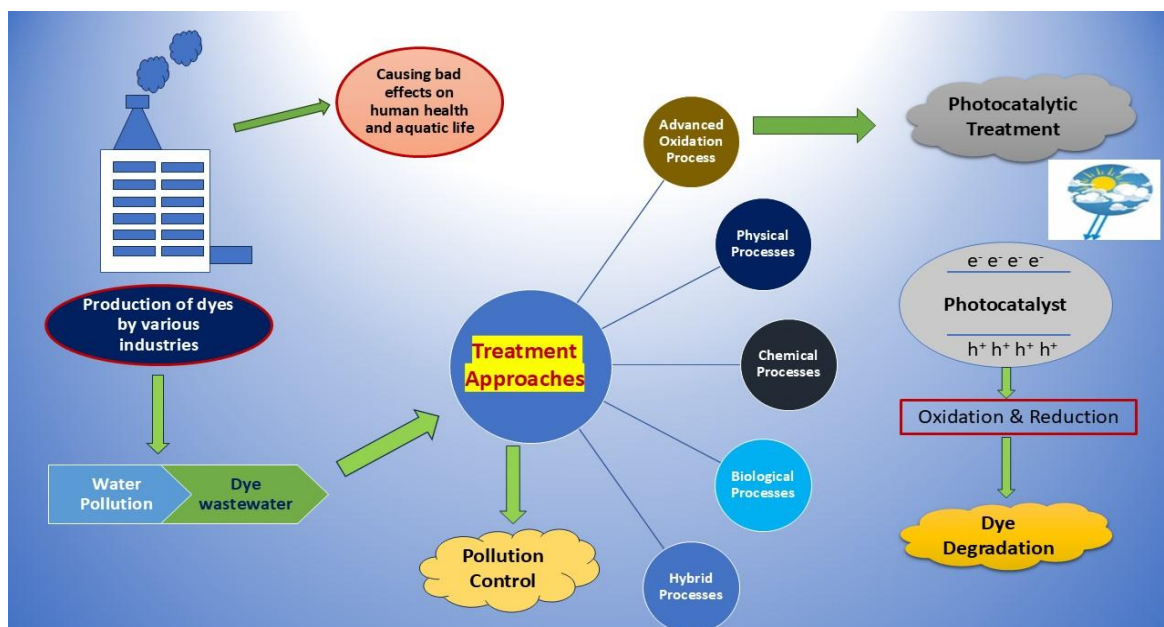 Causing bad
effects on
human health
and aquatic life
Production of dyes
by various
industries
Water
Pollution
Dye
wastewater
Treatment
Approaches
Pollution
Control
Advanced
Oxidation
Process
Physical
Processes
Chemical
Processes
Biological
Processes
Hybrid
Processes
Photocatalytic
Treatment
e⁻ e⁻ e⁻ e⁻
Photocatalyst
h⁺ h⁺ h⁺ h⁺
Oxidation & Reduction
Dye
Degradation